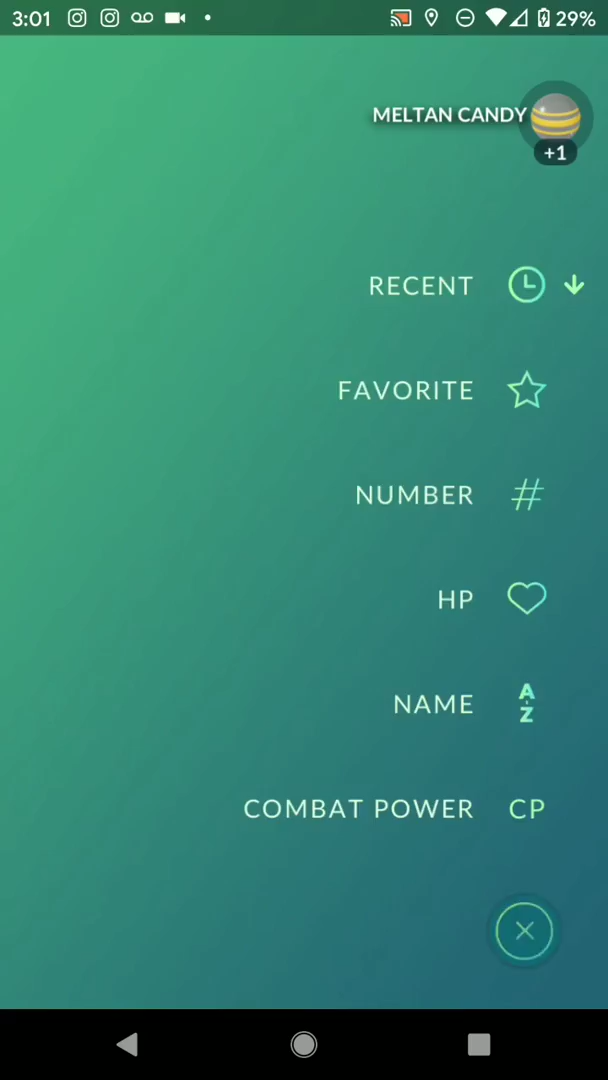 3:01
29%
MELTAN CANDY
+1
RECENT
FAVORITE
NUMBER #
HP
NAME A-Z
COMBAT POWER CP